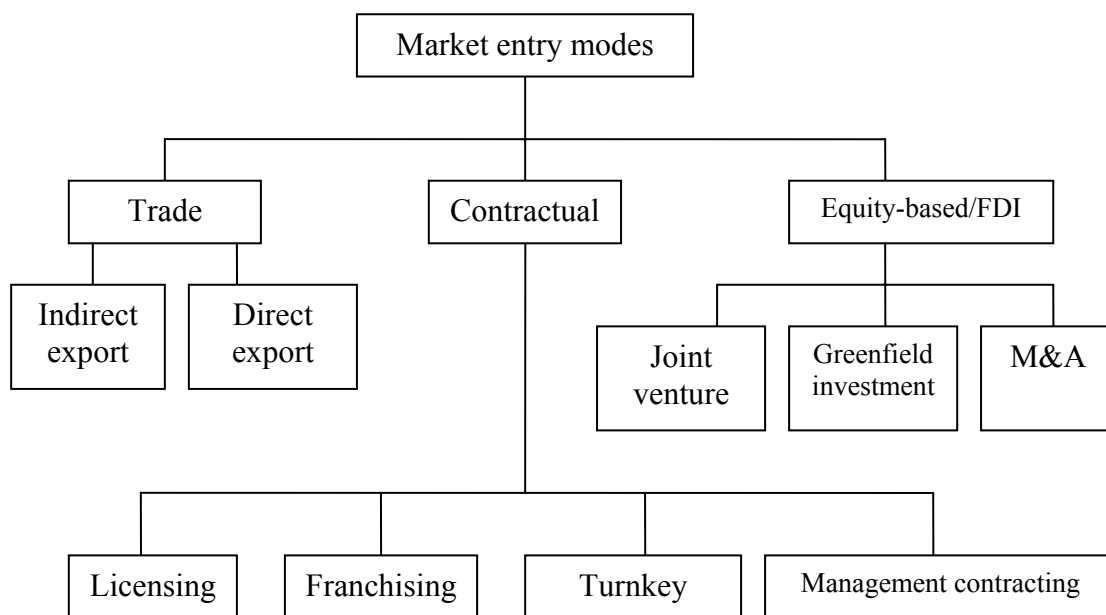 Market entry modes
Trade
Contractual
Equity-based/FDI
Indirect
export
Direct
export
Joint
venture
Greenfield
investment
M&A
Licensing
Franchising
Turnkey
Management contracting